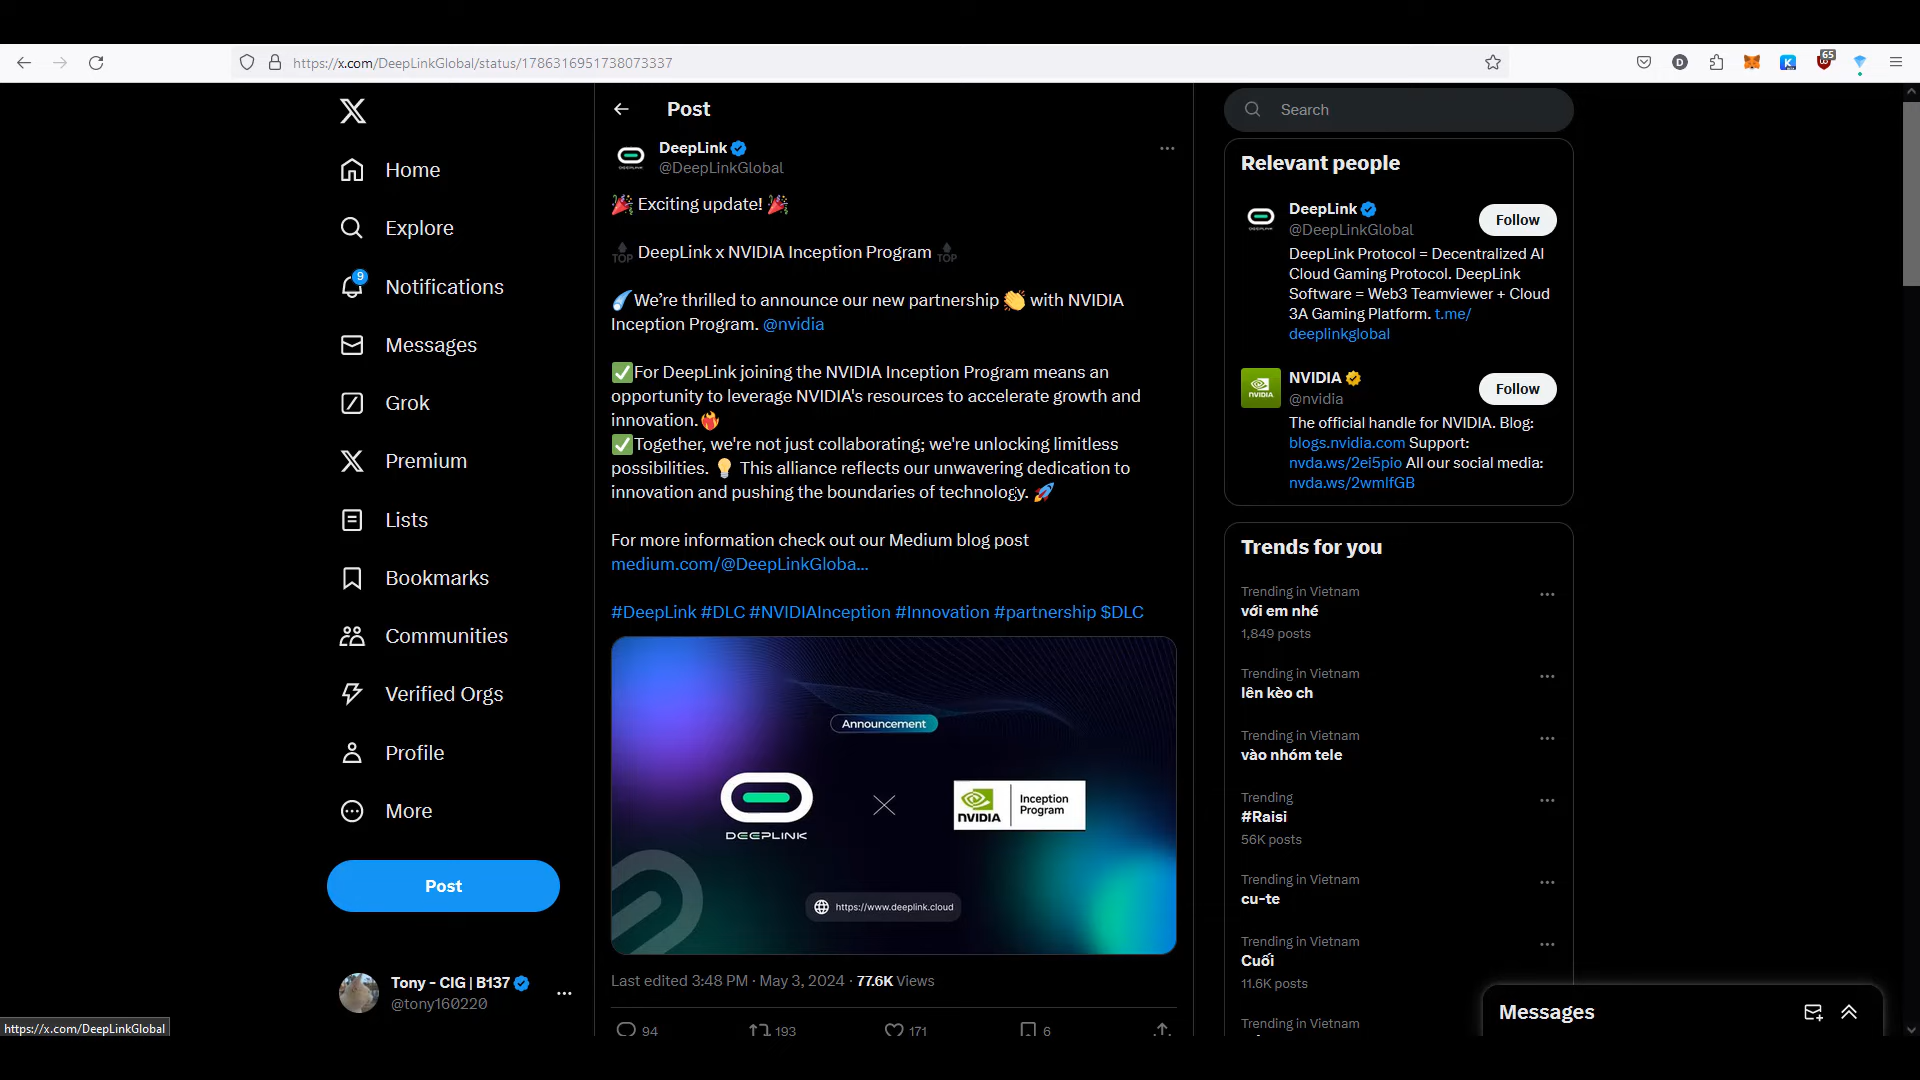 https://x.com/DeepLinkGlobal/status/1786316951738073337
65
Home
Explore
9
Notifications
Messages
Grok
Premium
Lists
Bookmarks
Communities
Verified Orgs
Profile
More
Post
Tony - CIG | B137
@tony160220
https://x.com/DeepLinkGlobal
Post
DeepLink
@DeepLinkGlobal
Exciting update!
TOP DeepLink x NVIDIA Inception Program TOP
We’re thrilled to announce our new partnership with NVIDIA
Inception Program. @nvidia
For DeepLink joining the NVIDIA Inception Program means an
opportunity to leverage NVIDIA's resources to accelerate growth and
innovation.
Together, we're not just collaborating; we're unlocking limitless
possibilities. This alliance reflects our unwavering dedication to
innovation and pushing the boundaries of technology.
For more information check out our Medium blog post
medium.com/@DeepLinkGloba...
#DeepLink #DLC #NVIDIAInception #Innovation #partnership $DLC
Announcement
DEEPLINK
NVIDIA
Inception
Program
https://www.deeplink.cloud
Last edited 3:48 PM · May 3, 2024 · 77.6K Views
94 193 171 6
Search
Relevant people
DeepLink
@DeepLinkGlobal
Follow
DeepLink Protocol = Decentralized AI
Cloud Gaming Protocol. DeepLink
Software = Web3 Teamviewer + Cloud
3A Gaming Platform. t.me/
deeplinkglobal
NVIDIA
@nvidia
Follow
The official handle for NVIDIA. Blog:
blogs.nvidia.com Support:
nvda.ws/2ei5pio All our social media:
nvda.ws/2wmlfGB
Trends for you
Trending in Vietnam
với em nhé
1,849 posts
Trending in Vietnam
lên kèo ch
Trending in Vietnam
vào nhóm tele
Trending
#Raisi
56K posts
Trending in Vietnam
cu-te
Trending in Vietnam
Cuối
11.6K posts
Trending in Vietnam
Messages